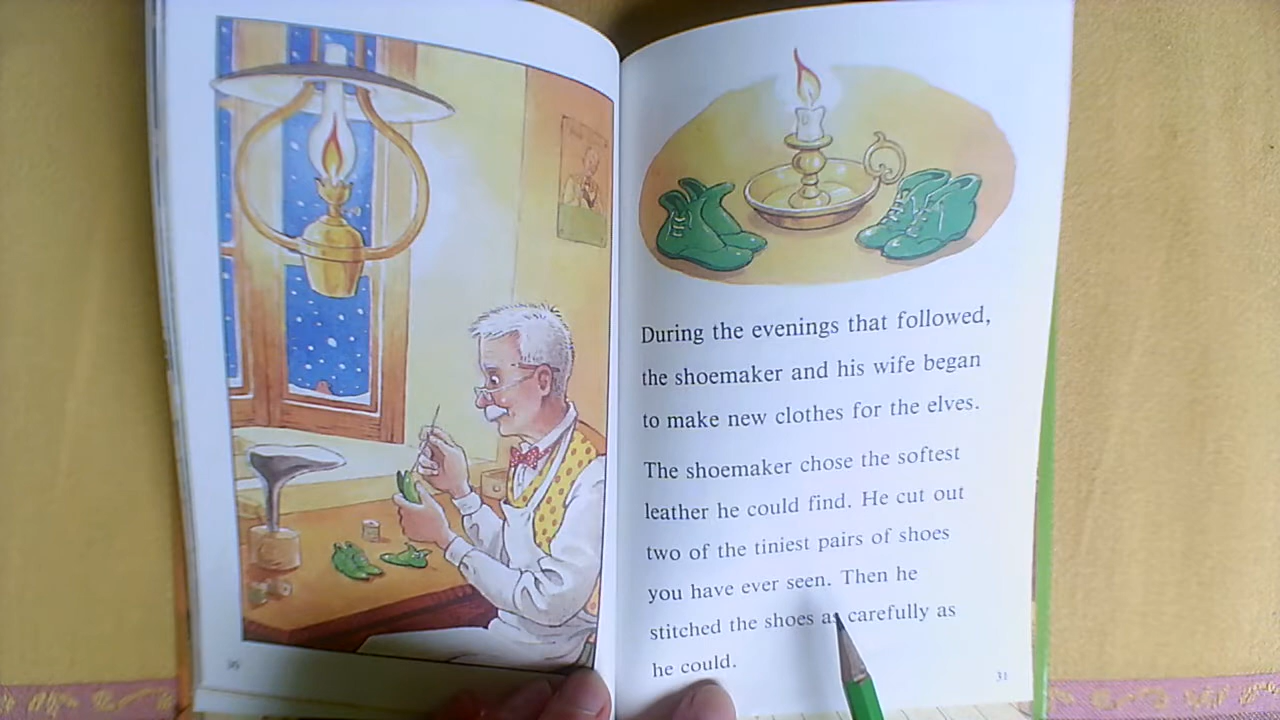 During the evenings that followed,
the shoemaker and his wife began
to make new clothes for the elves.
The shoemaker chose the softest
leather he could find. He cut out
two of the tiniest pairs of shoes
you have ever seen. Then he
stitched the shoes as carefully as
he could.
31